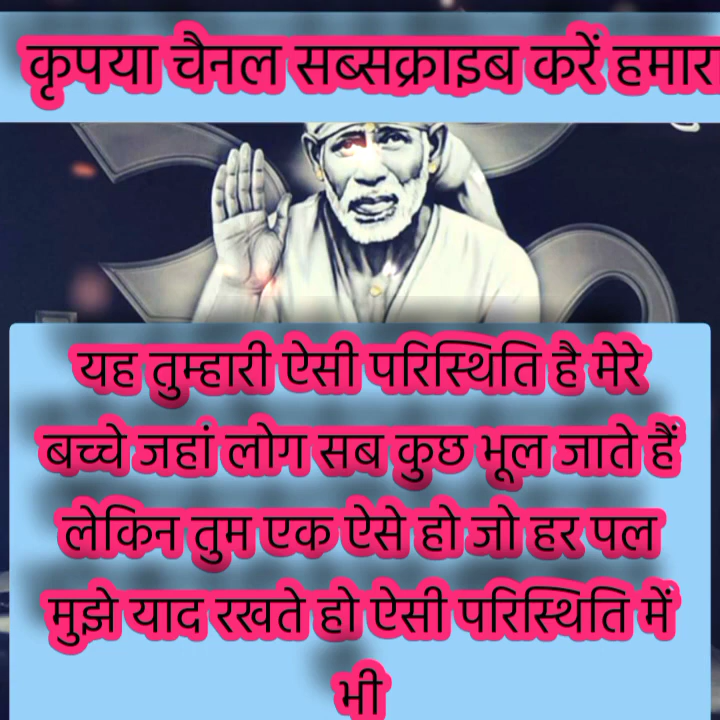 कृपया चैनल सब्सक्राइब करें हमार
यह तुम्हारी ऐसी परिस्थिति है मेरे
बच्चे जहां लोग सब कुछ भूल जाते हैं
लेकिन तुम एक ऐसे हो जो हर पल
मुझे याद रखते हो ऐसी परिस्थिति में
भी